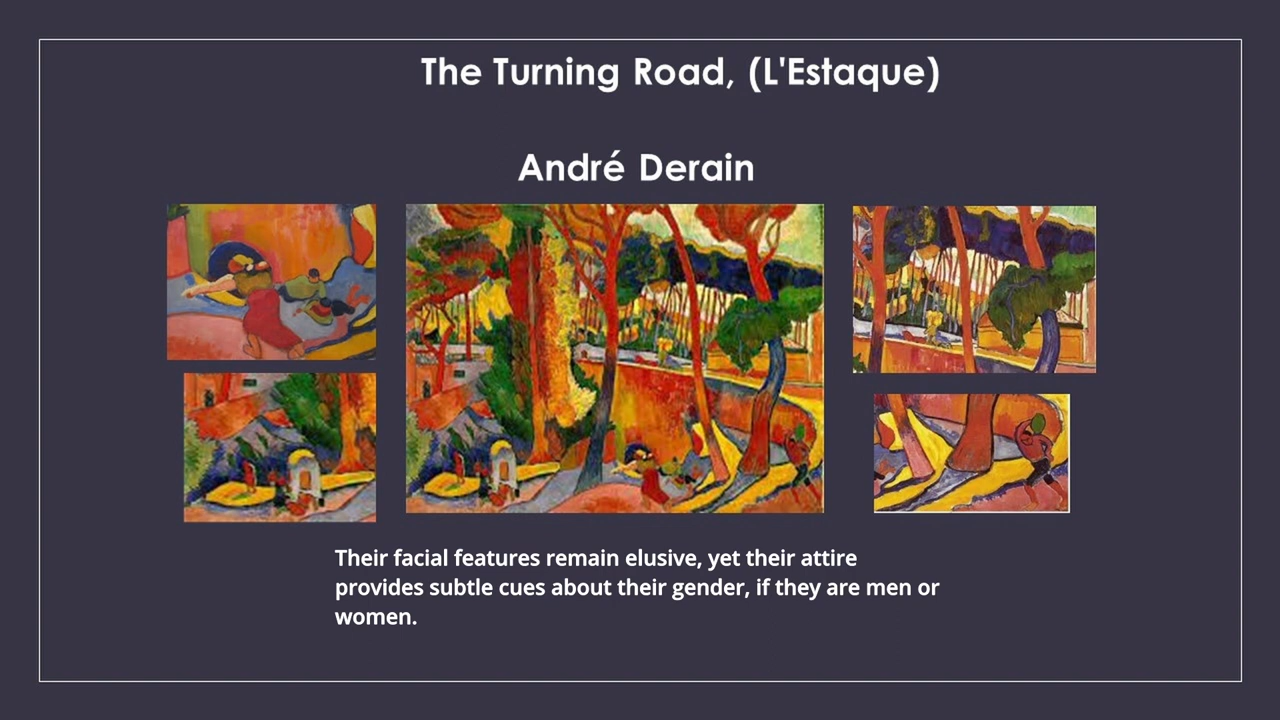 The Turning Road, (L'Estaque)
André Derain
Their facial features remain elusive, yet their attire
provides subtle cues about their gender, if they are men or
women.